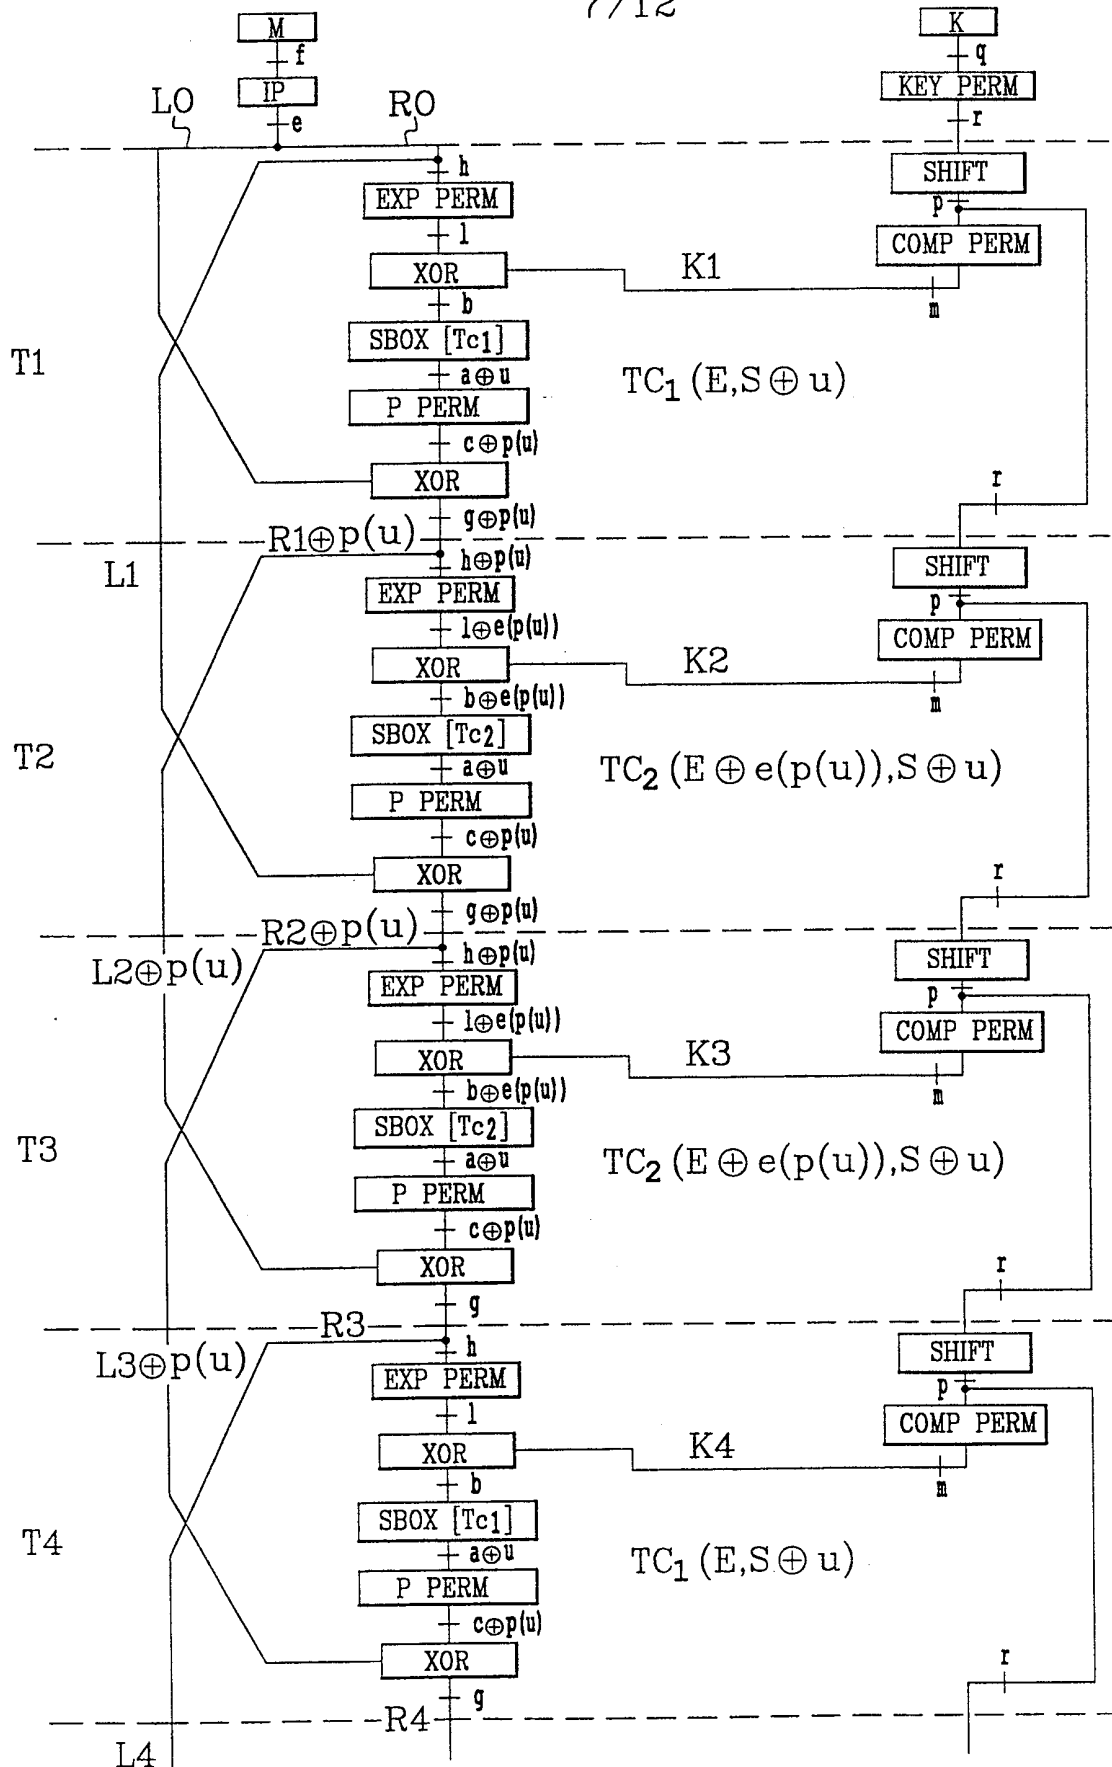 7/12
M
K
f
q
IP
KEY PERM
L0
R0
e
r
h
SHIFT
EXP PERM
p
l
COMP PERM
XOR
K1
b
m
SBOX [Tc1]
T1
a⊕u
TC₁ (E,S⊕u)
P PERM
c⊕p(u)
XOR
r
g⊕p(u)
R1⊕p(u)
L1
h⊕p(u)
SHIFT
EXP PERM
p
l⊕e(p(u))
COMP PERM
XOR
K2
b⊕e(p(u))
m
SBOX [Tc2]
T2
a⊕u
TC₂ (E⊕e(p(u)),S⊕u)
P PERM
c⊕p(u)
XOR
r
g⊕p(u)
R2⊕p(u)
L2⊕p(u)
h⊕p(u)
SHIFT
EXP PERM
p
l⊕e(p(u))
COMP PERM
XOR
K3
b⊕e(p(u))
m
SBOX [Tc2]
T3
a⊕u
TC₂ (E⊕e(p(u)),S⊕u)
P PERM
c⊕p(u)
XOR
r
g
R3
L3⊕p(u)
h
SHIFT
EXP PERM
p
l
COMP PERM
XOR
K4
b
m
SBOX [Tc1]
T4
a⊕u
TC₁ (E,S⊕u)
P PERM
c⊕p(u)
XOR
r
g
R4
L4